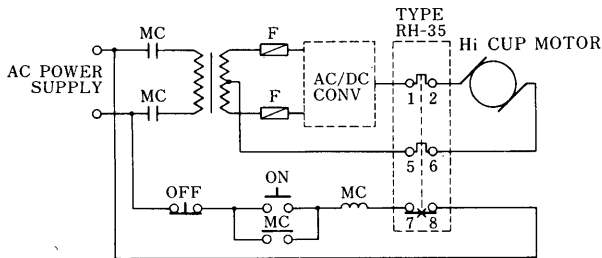 TYPE
RH-35
MC
F
Hi CUP MOTOR
AC POWER
SUPPLY
AC/DC
CONV
1 2
MC
F
5 6
OFF
ON
MC
MC
7 8